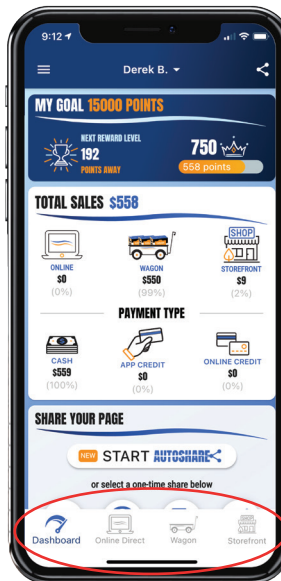 9:12
Derek B.
MY GOAL 15000 POINTS
NEXT REWARD LEVEL
192
POINTS AWAY
750
558 points
TOTAL SALES $558
SHOP
ONLINE
$0
(0%)
WAGON
$550
(99%)
STOREFRONT
$9
(2%)
PAYMENT TYPE
CASH
$559
(100%)
APP CREDIT
$0
(0%)
ONLINE CREDIT
$0
(0%)
SHARE YOUR PAGE
NEW START AUTOSHARE
or select a one-time share below
Dashboard
Online Direct
Wagon
Storefront